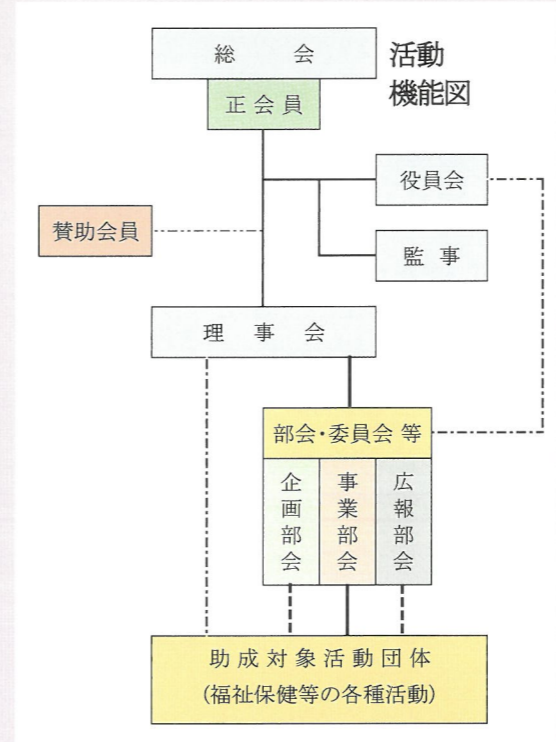 総会
活動
機能図
正会員
役員会
賛助会員
監事
理事会
部会・委員会等
企画部会
事業部会
広報部会
助成対象活動団体
(福祉保健等の各種活動)